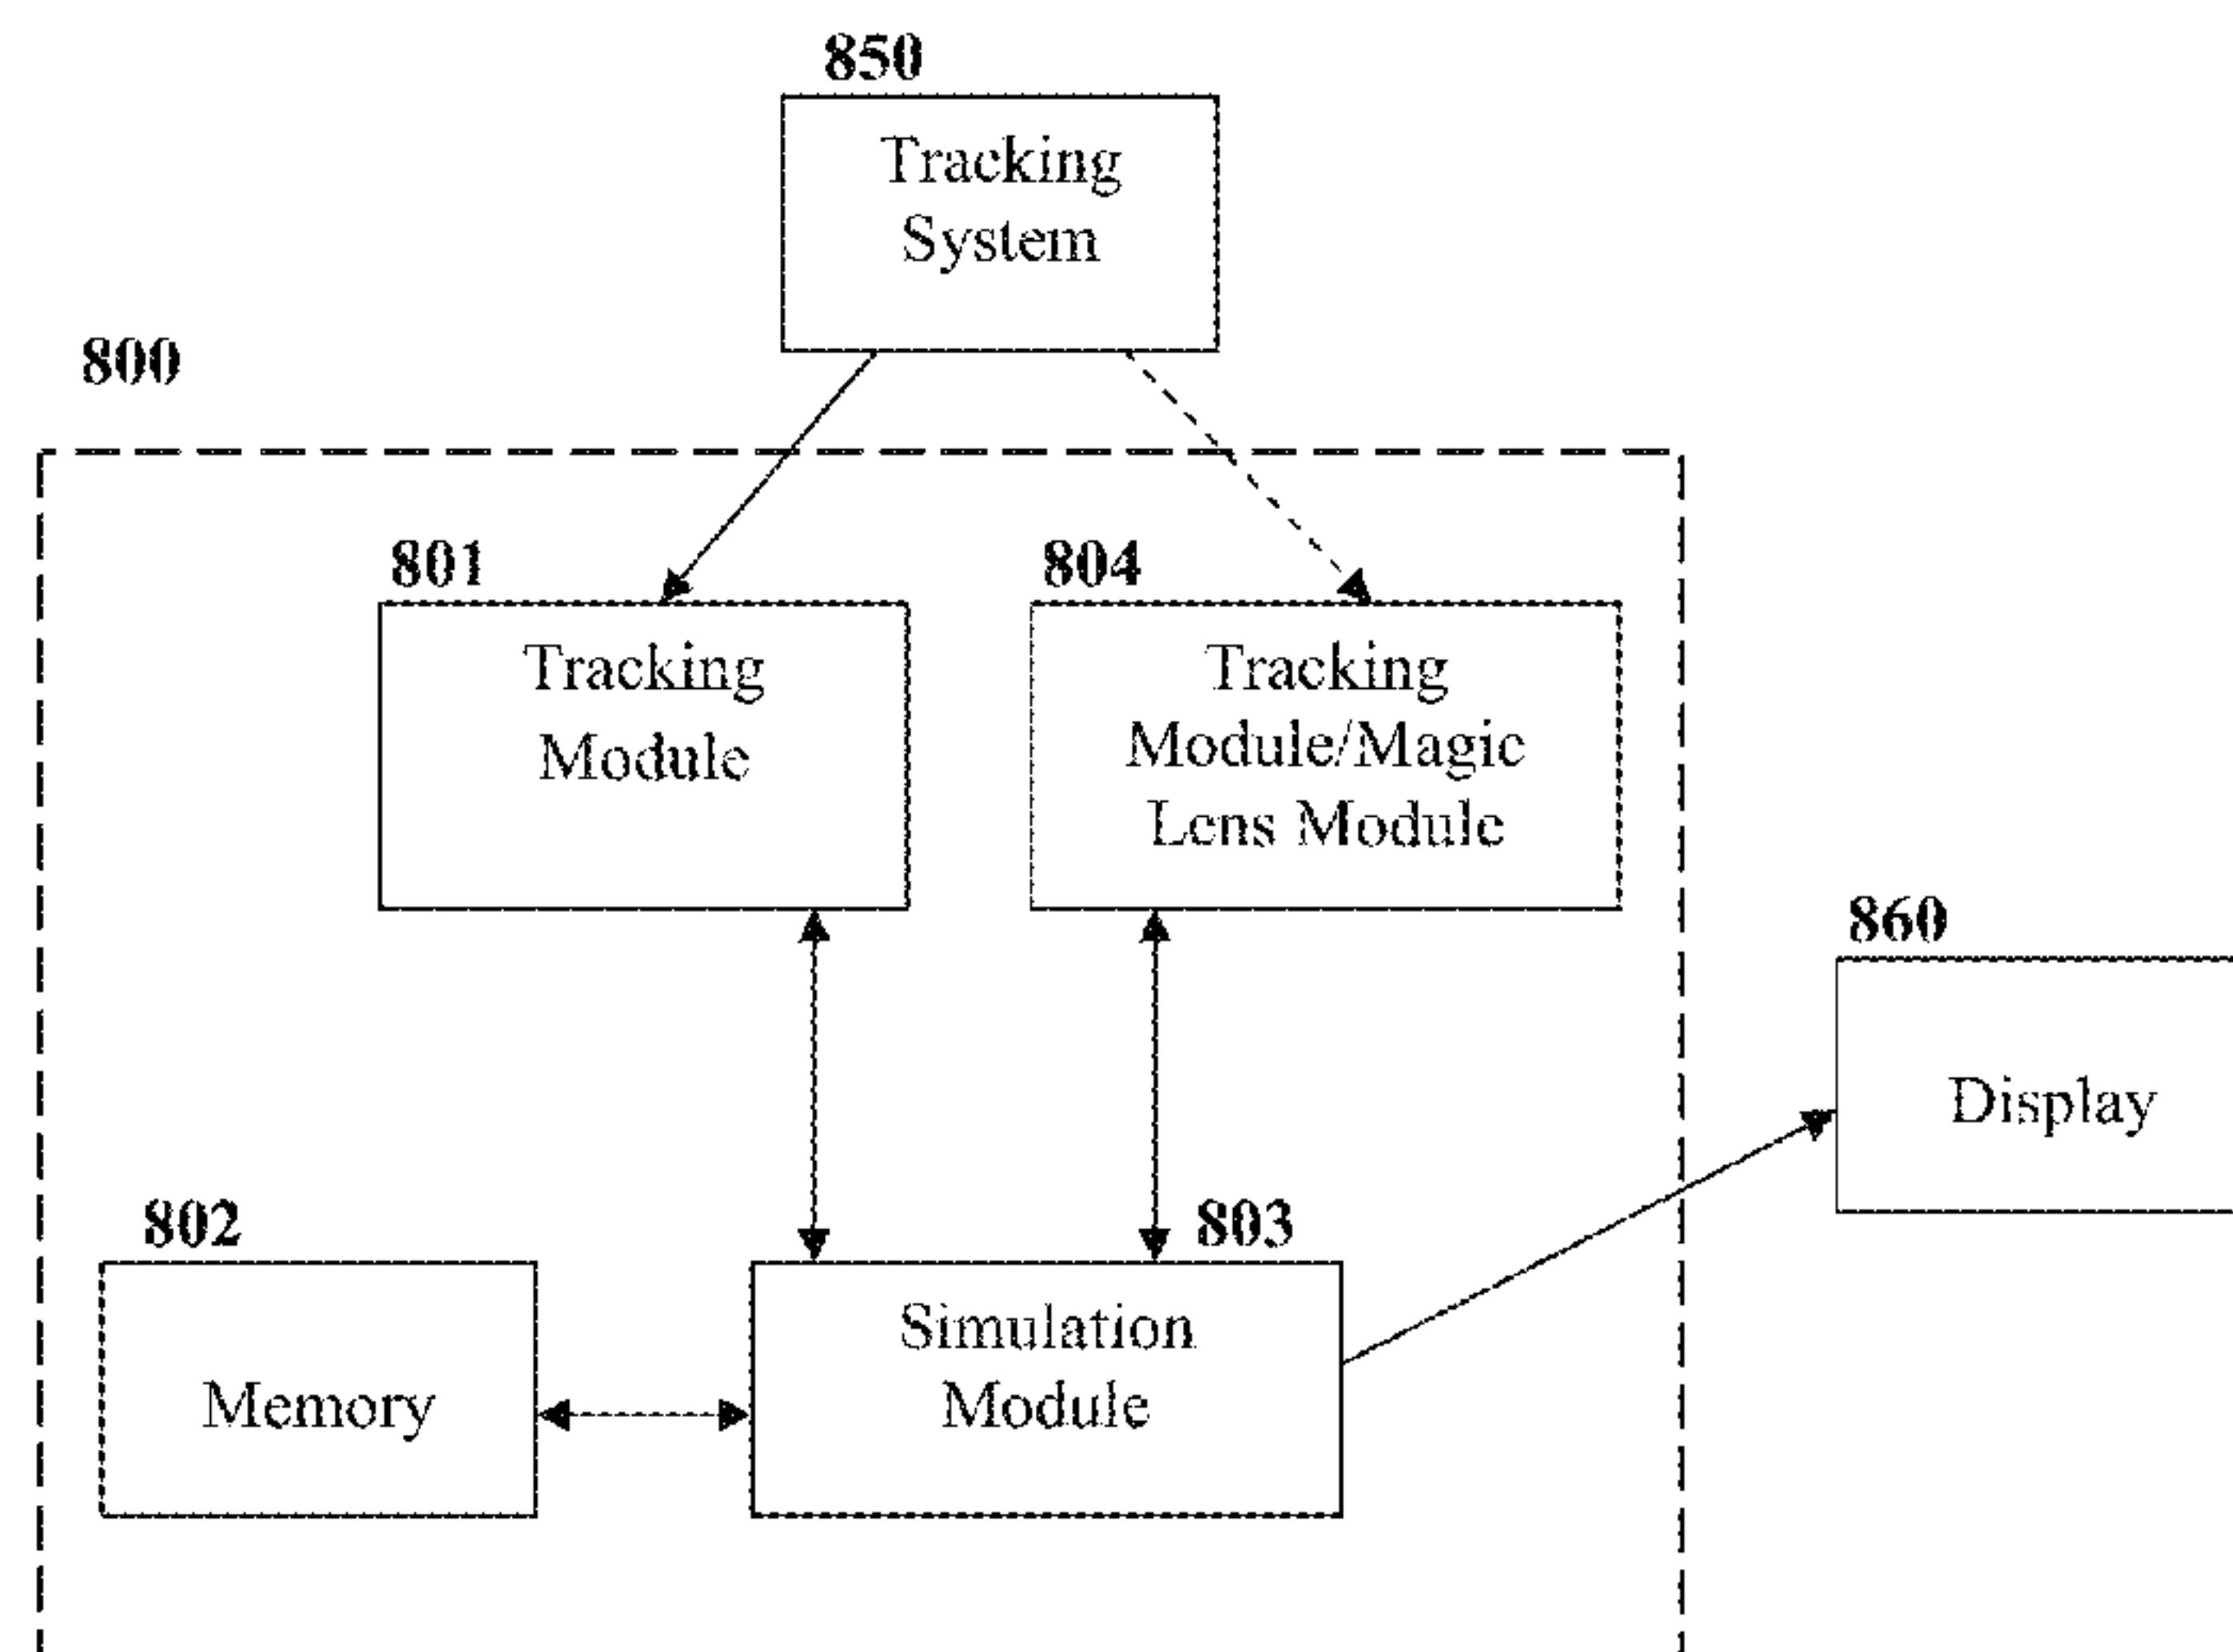 850
Tracking
System
800
801
Tracking
Module
804
Tracking
Module/Magic
Lens Module
860
Display
802
Memory
803
Simulation
Module